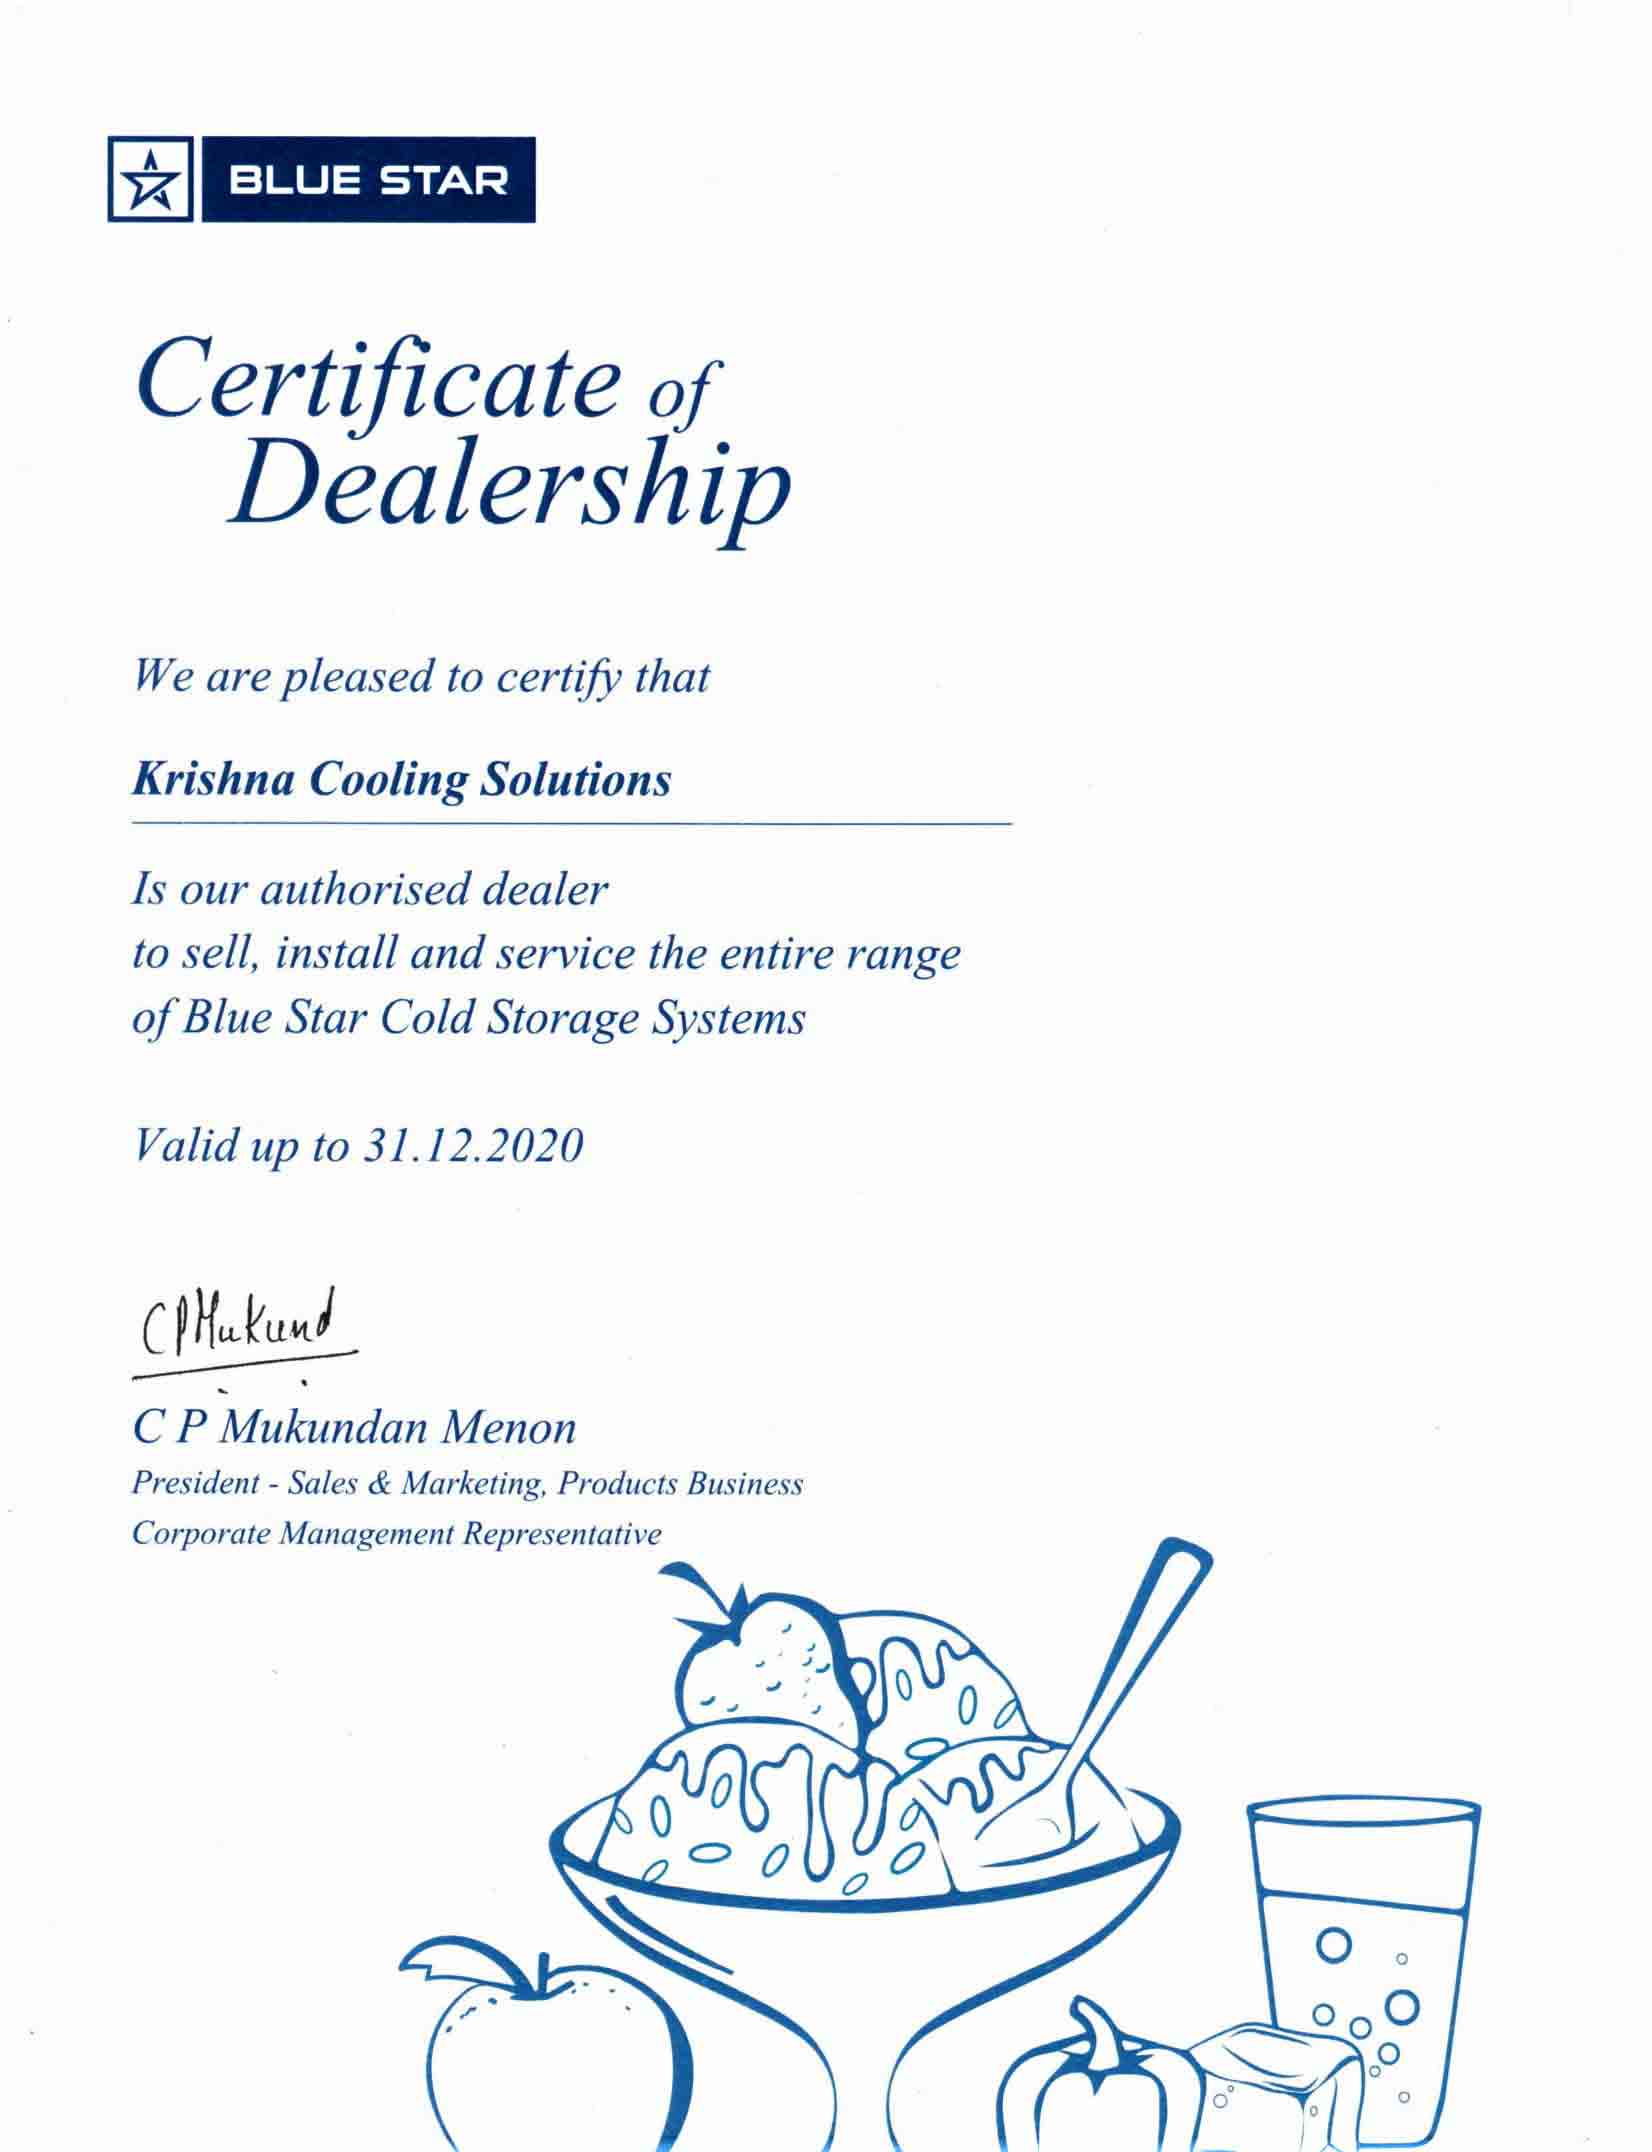 BLUE STAR
Certificate of
Dealership
We are pleased to certify that
Krishna Cooling Solutions
Is our authorised dealer
to sell, install and service the entire range
of Blue Star Cold Storage Systems
Valid up to 31.12.2020
CPMukund
C P Mukundan Menon
President - Sales & Marketing, Products Business
Corporate Management Representative